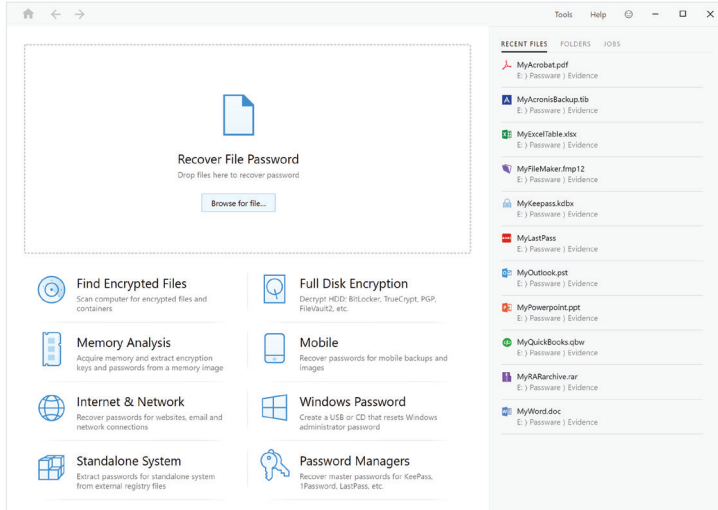 Tools Help
Recover File Password
Drop files here to recover password
Browse for file...
Find Encrypted Files
Scan computer for encrypted files and
containers
Full Disk Encryption
Decrypt HDD: BitLocker, TrueCrypt, PGP,
FileVault2, etc.
Memory Analysis
Acquire memory and extract encryption
keys and passwords from a memory image
Mobile
Recover passwords for mobile backups and
images
Internet & Network
Recover passwords for websites, email and
network connections
Windows Password
Create a USB or CD that resets Windows
administrator password
Standalone System
Extract passwords for standalone system
from external registry files
Password Managers
Recover master passwords for KeePass,
1Password, LastPass, etc.
RECENT FILES FOLDERS JOBS
MyAcrobat.pdf
E: ⟩ Passware ⟩ Evidence
MyAcronisBackup.tib
E: ⟩ Passware ⟩ Evidence
MyExcelTable.xlsx
E: ⟩ Passware ⟩ Evidence
MyFileMaker.fmp12
E: ⟩ Passware ⟩ Evidence
MyKeepass.kdbx
E: ⟩ Passware ⟩ Evidence
MyLastPass
E: ⟩ Passware ⟩ Evidence
MyOutlook.pst
E: ⟩ Passware ⟩ Evidence
MyPowerpoint.ppt
E: ⟩ Passware ⟩ Evidence
MyQuickBooks.qbw
E: ⟩ Passware ⟩ Evidence
MyRARarchive.rar
E: ⟩ Passware ⟩ Evidence
MyWord.doc
E: ⟩ Passware ⟩ Evidence